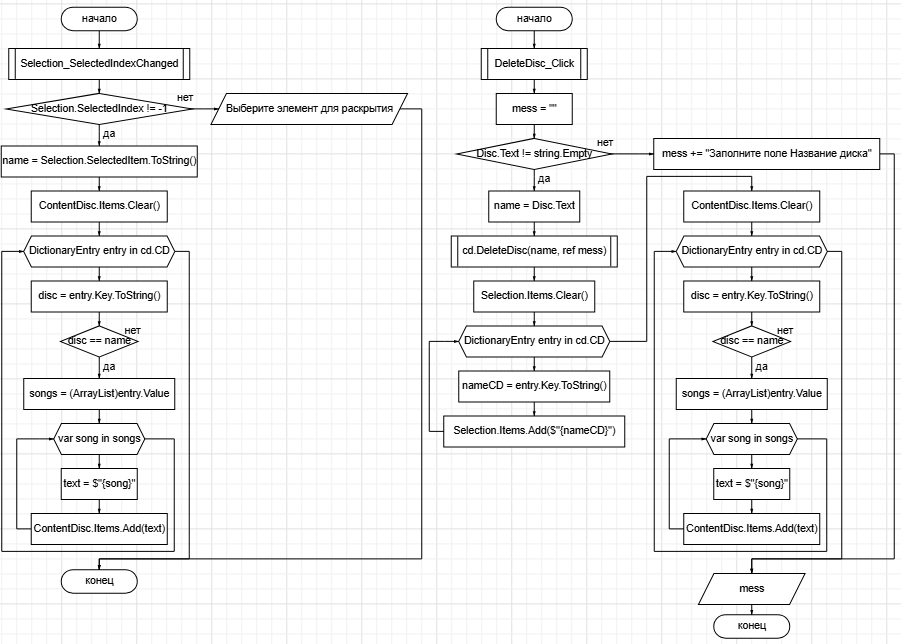 начало
Selection_SelectedIndexChanged
Selection.SelectedIndex != -1
нет
Выберите элемент для раскрытия
да
name = Selection.SelectedItem.ToString()
ContentDisc.Items.Clear()
DictionaryEntry entry in cd.CD
disc = entry.Key.ToString()
нет
disc == name
да
songs = (ArrayList)entry.Value
var song in songs
text = $"{song}"
ContentDisc.Items.Add(text)
конец
начало
DeleteDisc_Click
mess = ""
Disc.Text != string.Empty
нет
mess += "Заполните поле Название диска"
да
name = Disc.Text
cd.DeleteDisc(name, ref mess)
Selection.Items.Clear()
DictionaryEntry entry in cd.CD
nameCD = entry.Key.ToString()
Selection.Items.Add($"{nameCD}")
ContentDisc.Items.Clear()
DictionaryEntry entry in cd.CD
disc = entry.Key.ToString()
нет
disc == name
да
songs = (ArrayList)entry.Value
var song in songs
text = $"{song}"
ContentDisc.Items.Add(text)
mess
конец